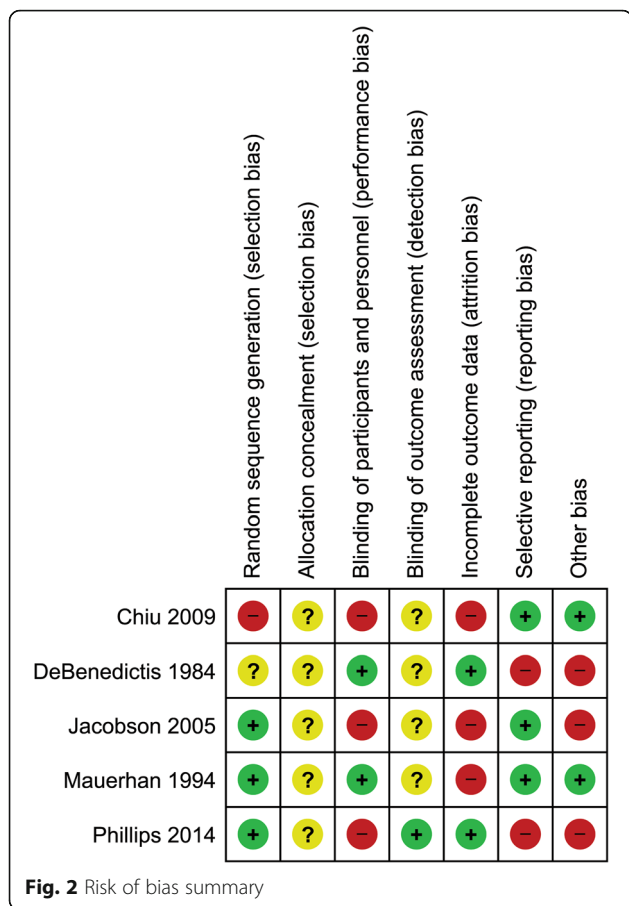 Random sequence generation (selection bias)
Allocation concealment (selection bias)
Blinding of participants and personnel (performance bias)
Blinding of outcome assessment (detection bias)
Incomplete outcome data (attrition bias)
Selective reporting (reporting bias)
Other bias
Chiu 2009 − ? − ? − + +
DeBenedictis 1984 ? ? + ? + − −
Jacobson 2005 + ? − ? − + −
Mauerhan 1994 + ? + ? − + +
Phillips 2014 + ? − + + − −
Fig. 2 Risk of bias summary